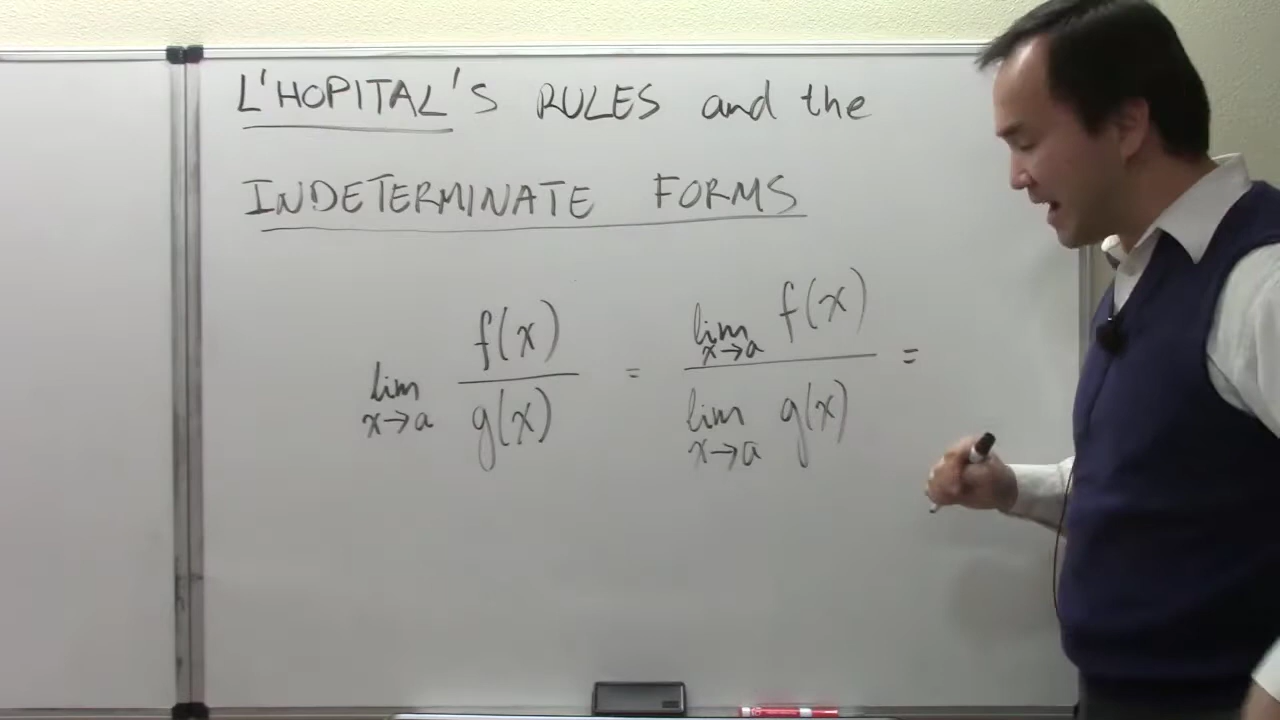 L'HOPITAL'S RULES and the
INDETERMINATE FORMS
lim x→a f(x)/g(x) = lim x→a f(x) / lim x→a g(x) =